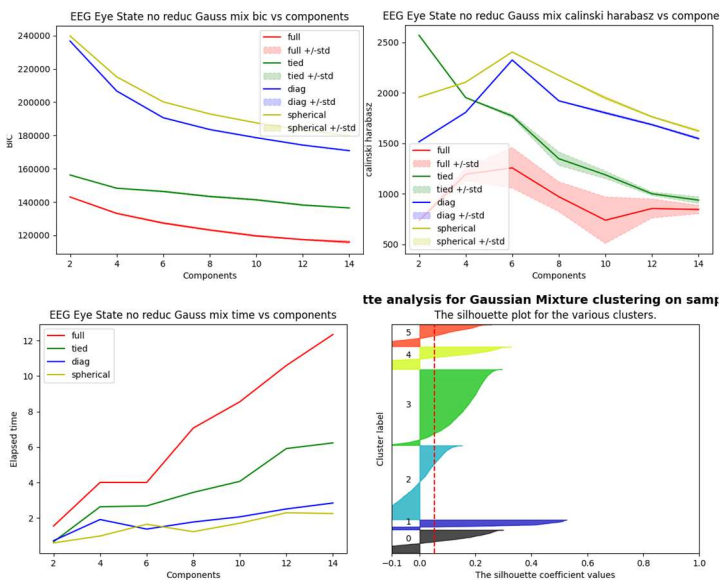 EEG Eye State no reduc Gauss mix bic vs components
240000
220000
200000
180000
160000
140000
120000
BIC
2 4 6 8 10 12 14
Components
full
full +/-std
tied
tied +/-std
diag
diag +/-std
spherical
spherical +/-std
EEG Eye State no reduc Gauss mix calinski harabasz vs compone
2500
2000
1500
1000
500
calinski harabasz
2 4 6 8 10 12 14
Components
full
full +/-std
tied
tied +/-std
diag
diag +/-std
spherical
spherical +/-std
EEG Eye State no reduc Gauss mix time vs components
12
10
8
6
4
2
Elapsed time
2 4 6 8 10 12 14
Components
full
tied
diag
spherical
tte analysis for Gaussian Mixture clustering on samp
The silhouette plot for the various clusters.
Cluster label
5
4
3
2
1
0
−0.1 0.0 0.2 0.4 0.6 0.8 1.0
The silhouette coefficient values